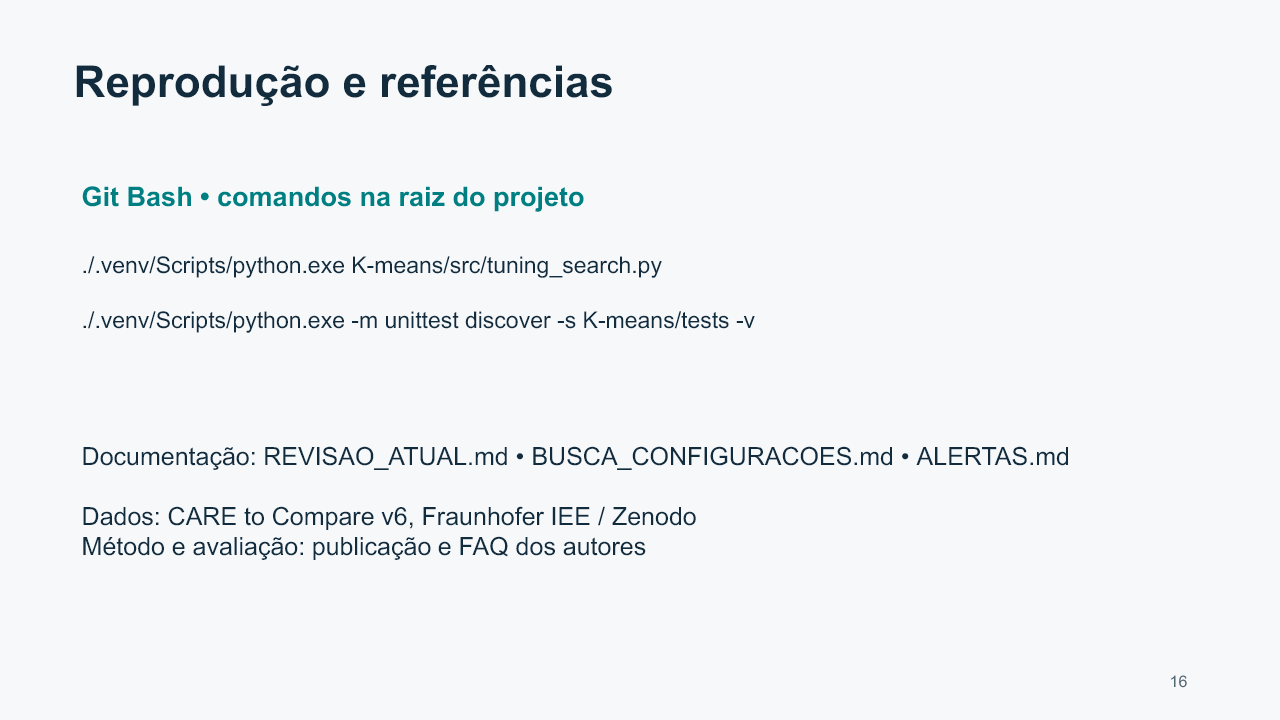 Reprodução e referências
Git Bash • comandos na raiz do projeto
./.venv/Scripts/python.exe K-means/src/tuning_search.py
./.venv/Scripts/python.exe -m unittest discover -s K-means/tests -v
Documentação: REVISAO_ATUAL.md • BUSCA_CONFIGURACOES.md • ALERTAS.md
Dados: CARE to Compare v6, Fraunhofer IEE / Zenodo
Método e avaliação: publicação e FAQ dos autores
16